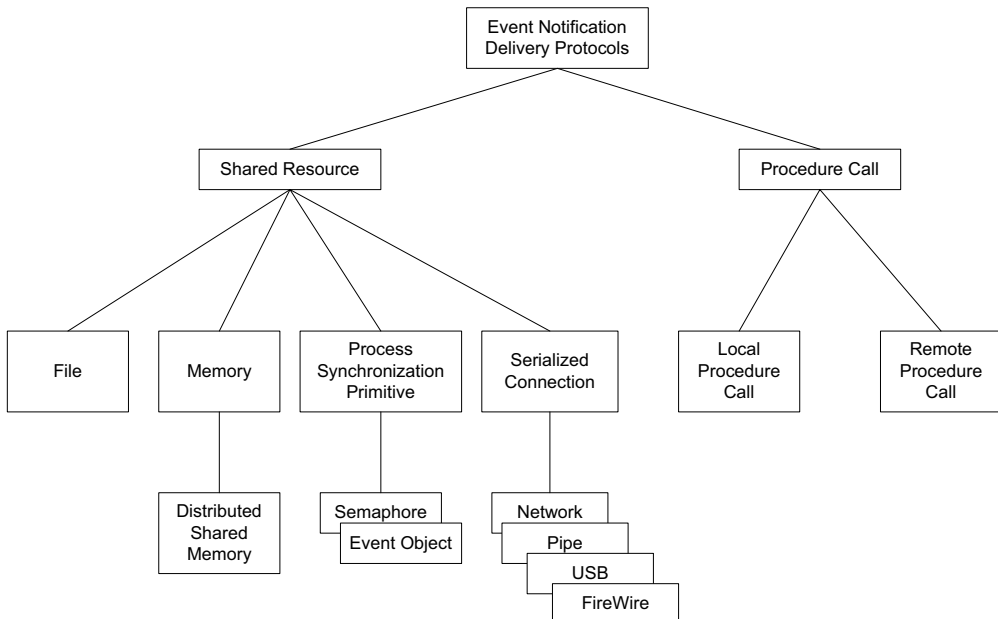 Event Notification
Delivery Protocols
Shared Resource
Procedure Call
File
Memory
Process
Synchronization
Primitive
Serialized
Connection
Local
Procedure
Call
Remote
Procedure
Call
Distributed
Shared
Memory
Semaphore
Event Object
Network
Pipe
USB
FireWire